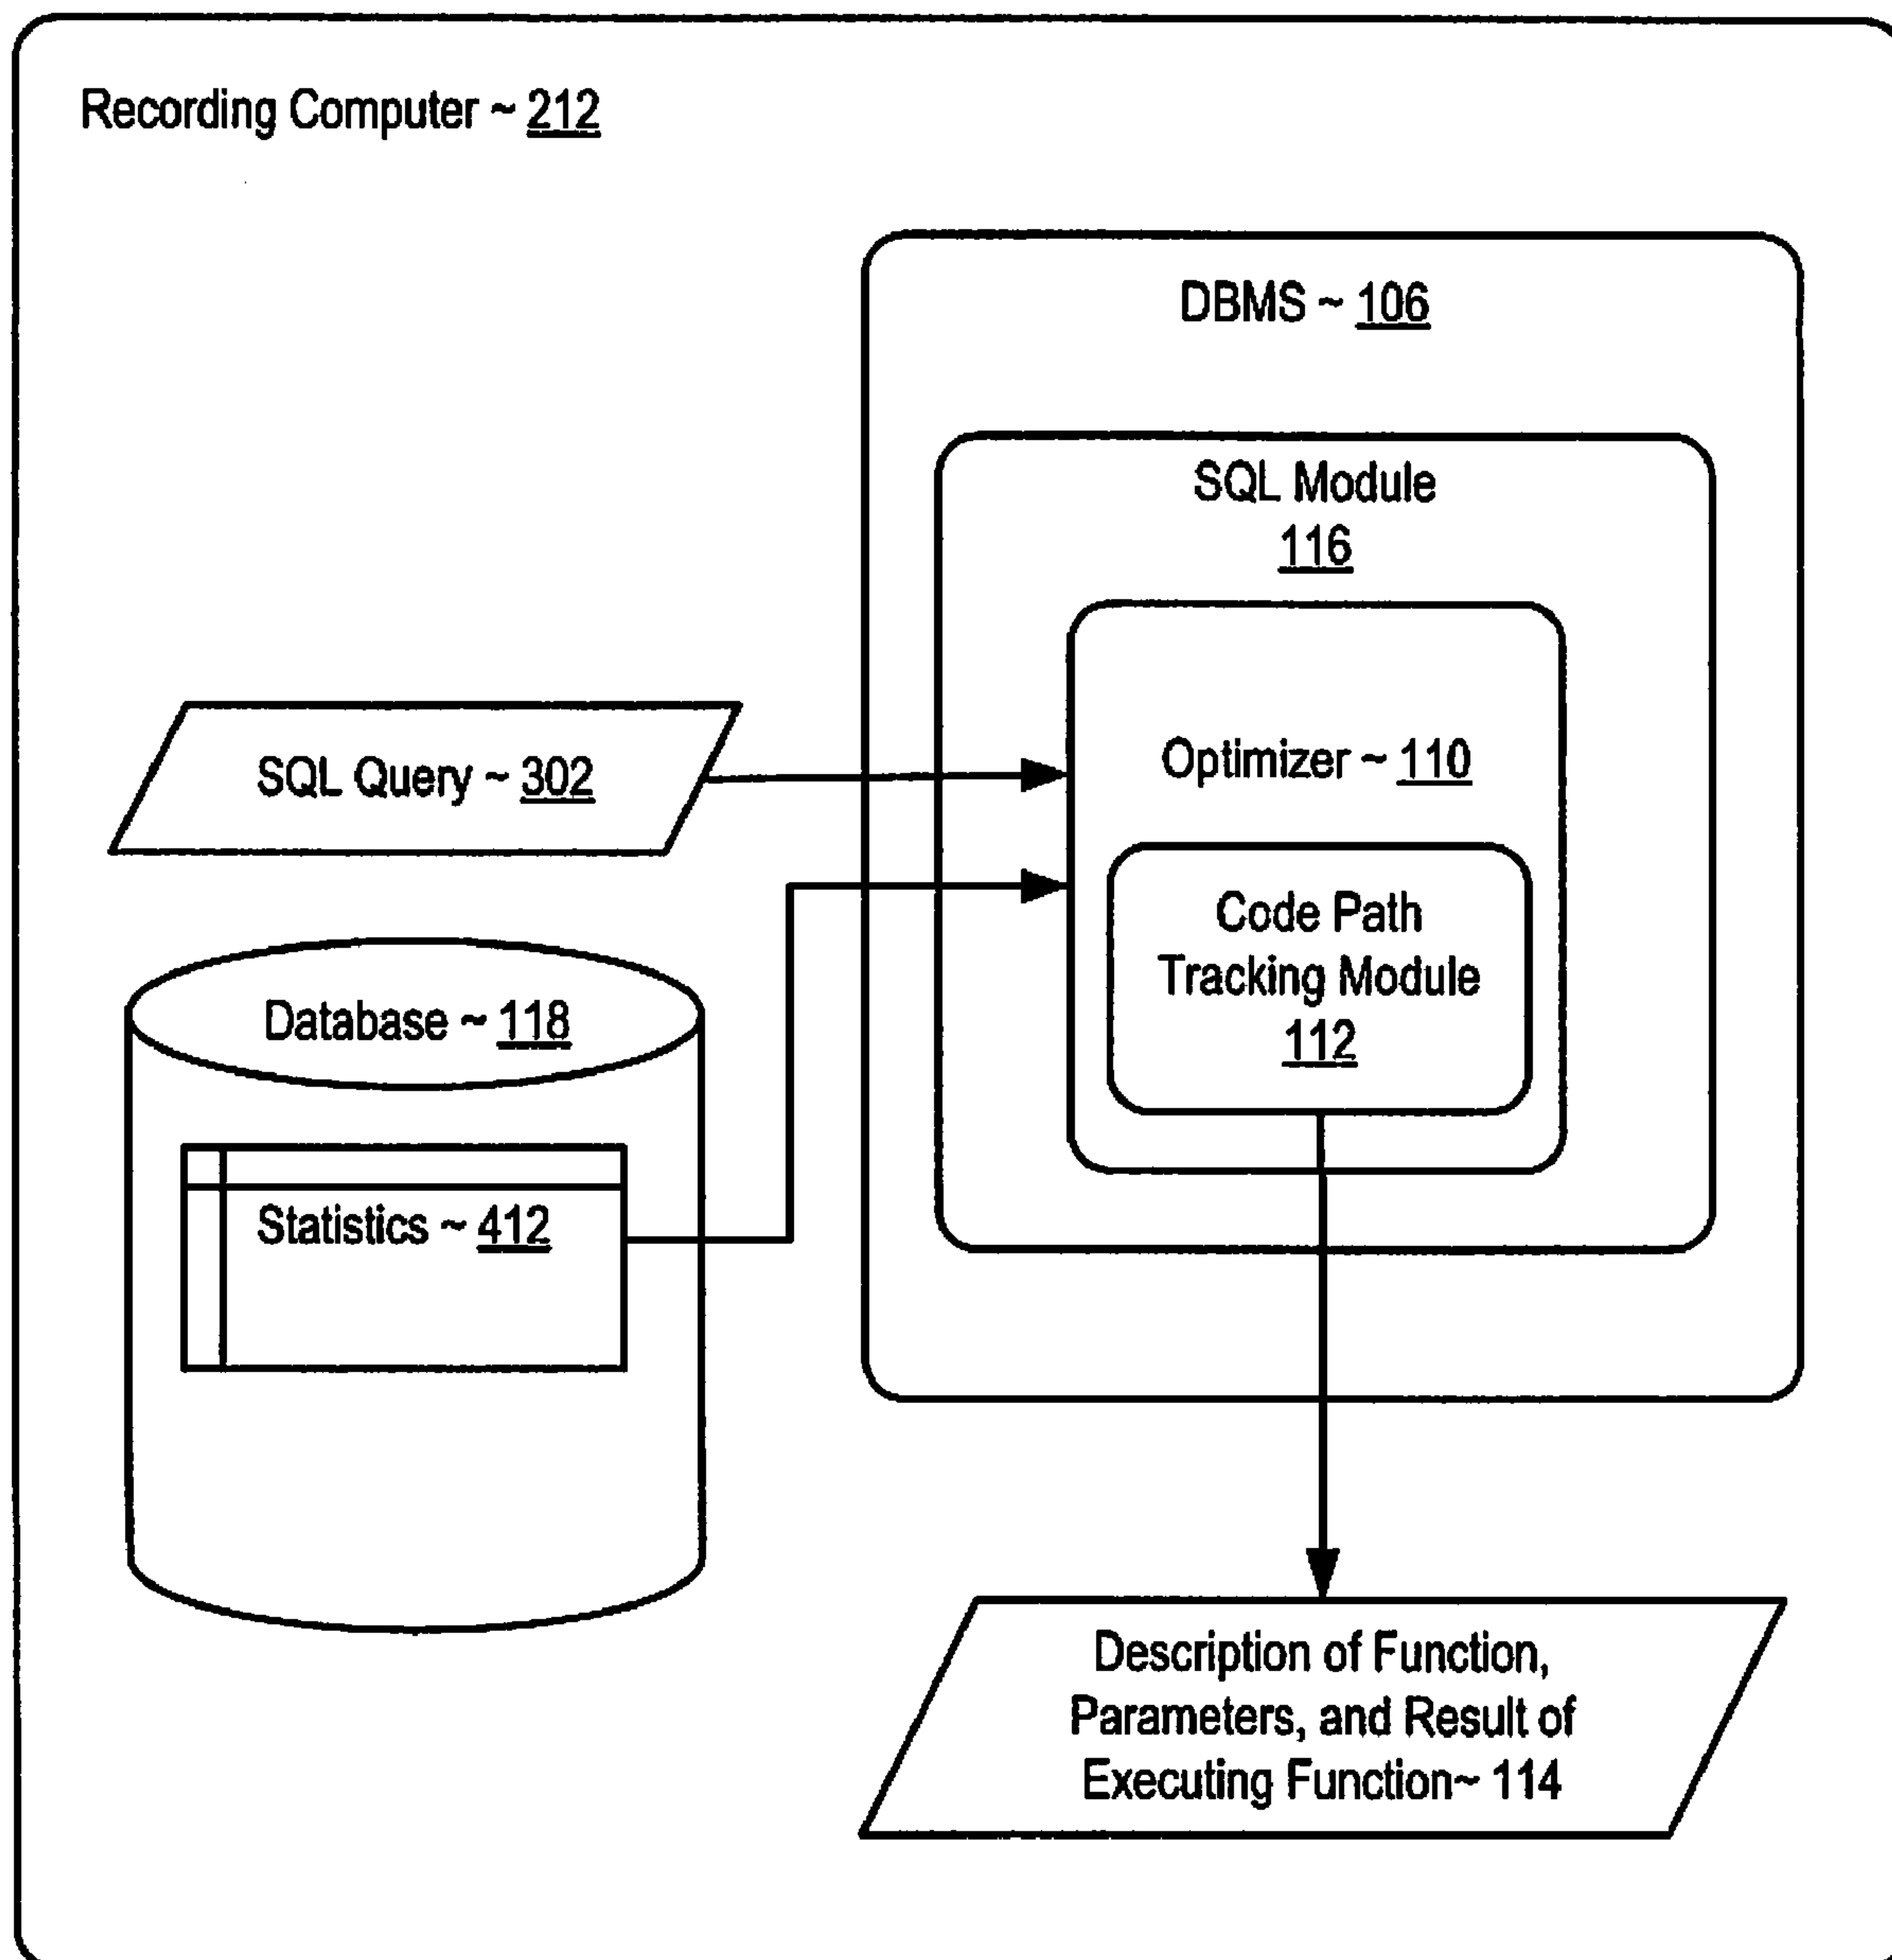 Recording Computer ~ 212
DBMS ~ 106
SQL Module
116
SQL Query ~ 302
Optimizer ~ 110
Code Path
Tracking Module
112
Database ~ 118
Statistics ~ 412
Description of Function,
Parameters, and Result of
Executing Function~ 114